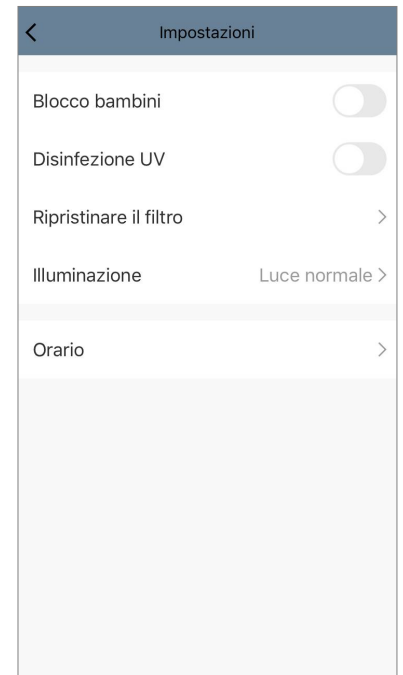 Impostazioni
Blocco bambini
Disinfezione UV
Ripristinare il filtro
Illuminazione Luce normale
Orario